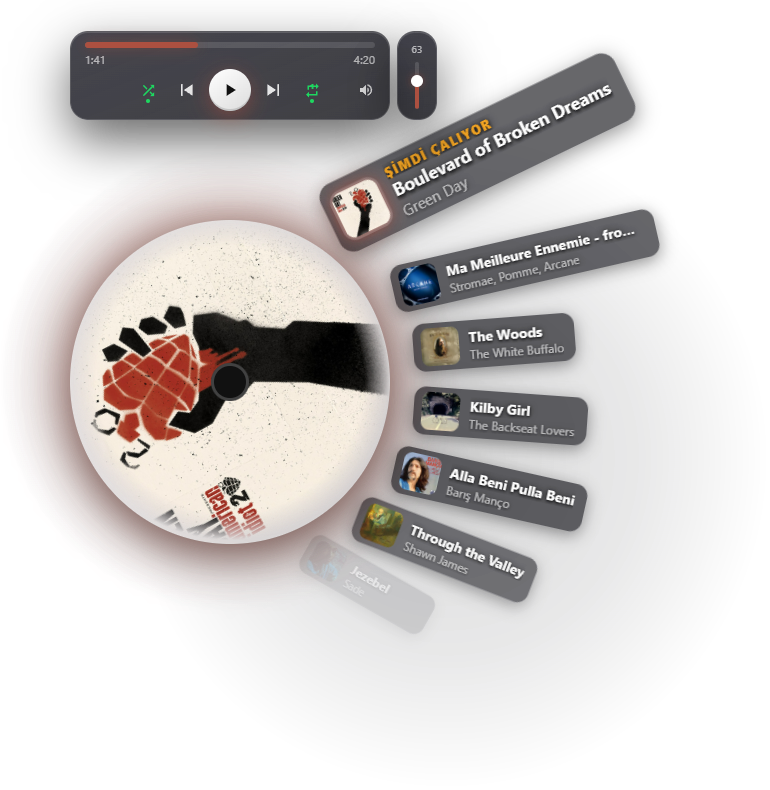 63
1:41
4:20
ŞİMDİ ÇALIYOR
Boulevard of Broken Dreams
Green Day
Ma Meilleure Ennemie - fro...
Stromae, Pomme, Arcane
The Woods
The White Buffalo
Kilby Girl
The Backseat Lovers
Alla Beni Pulla Beni
Barış Manço
Through the Valley
Shawn James
Jezebel
Sade